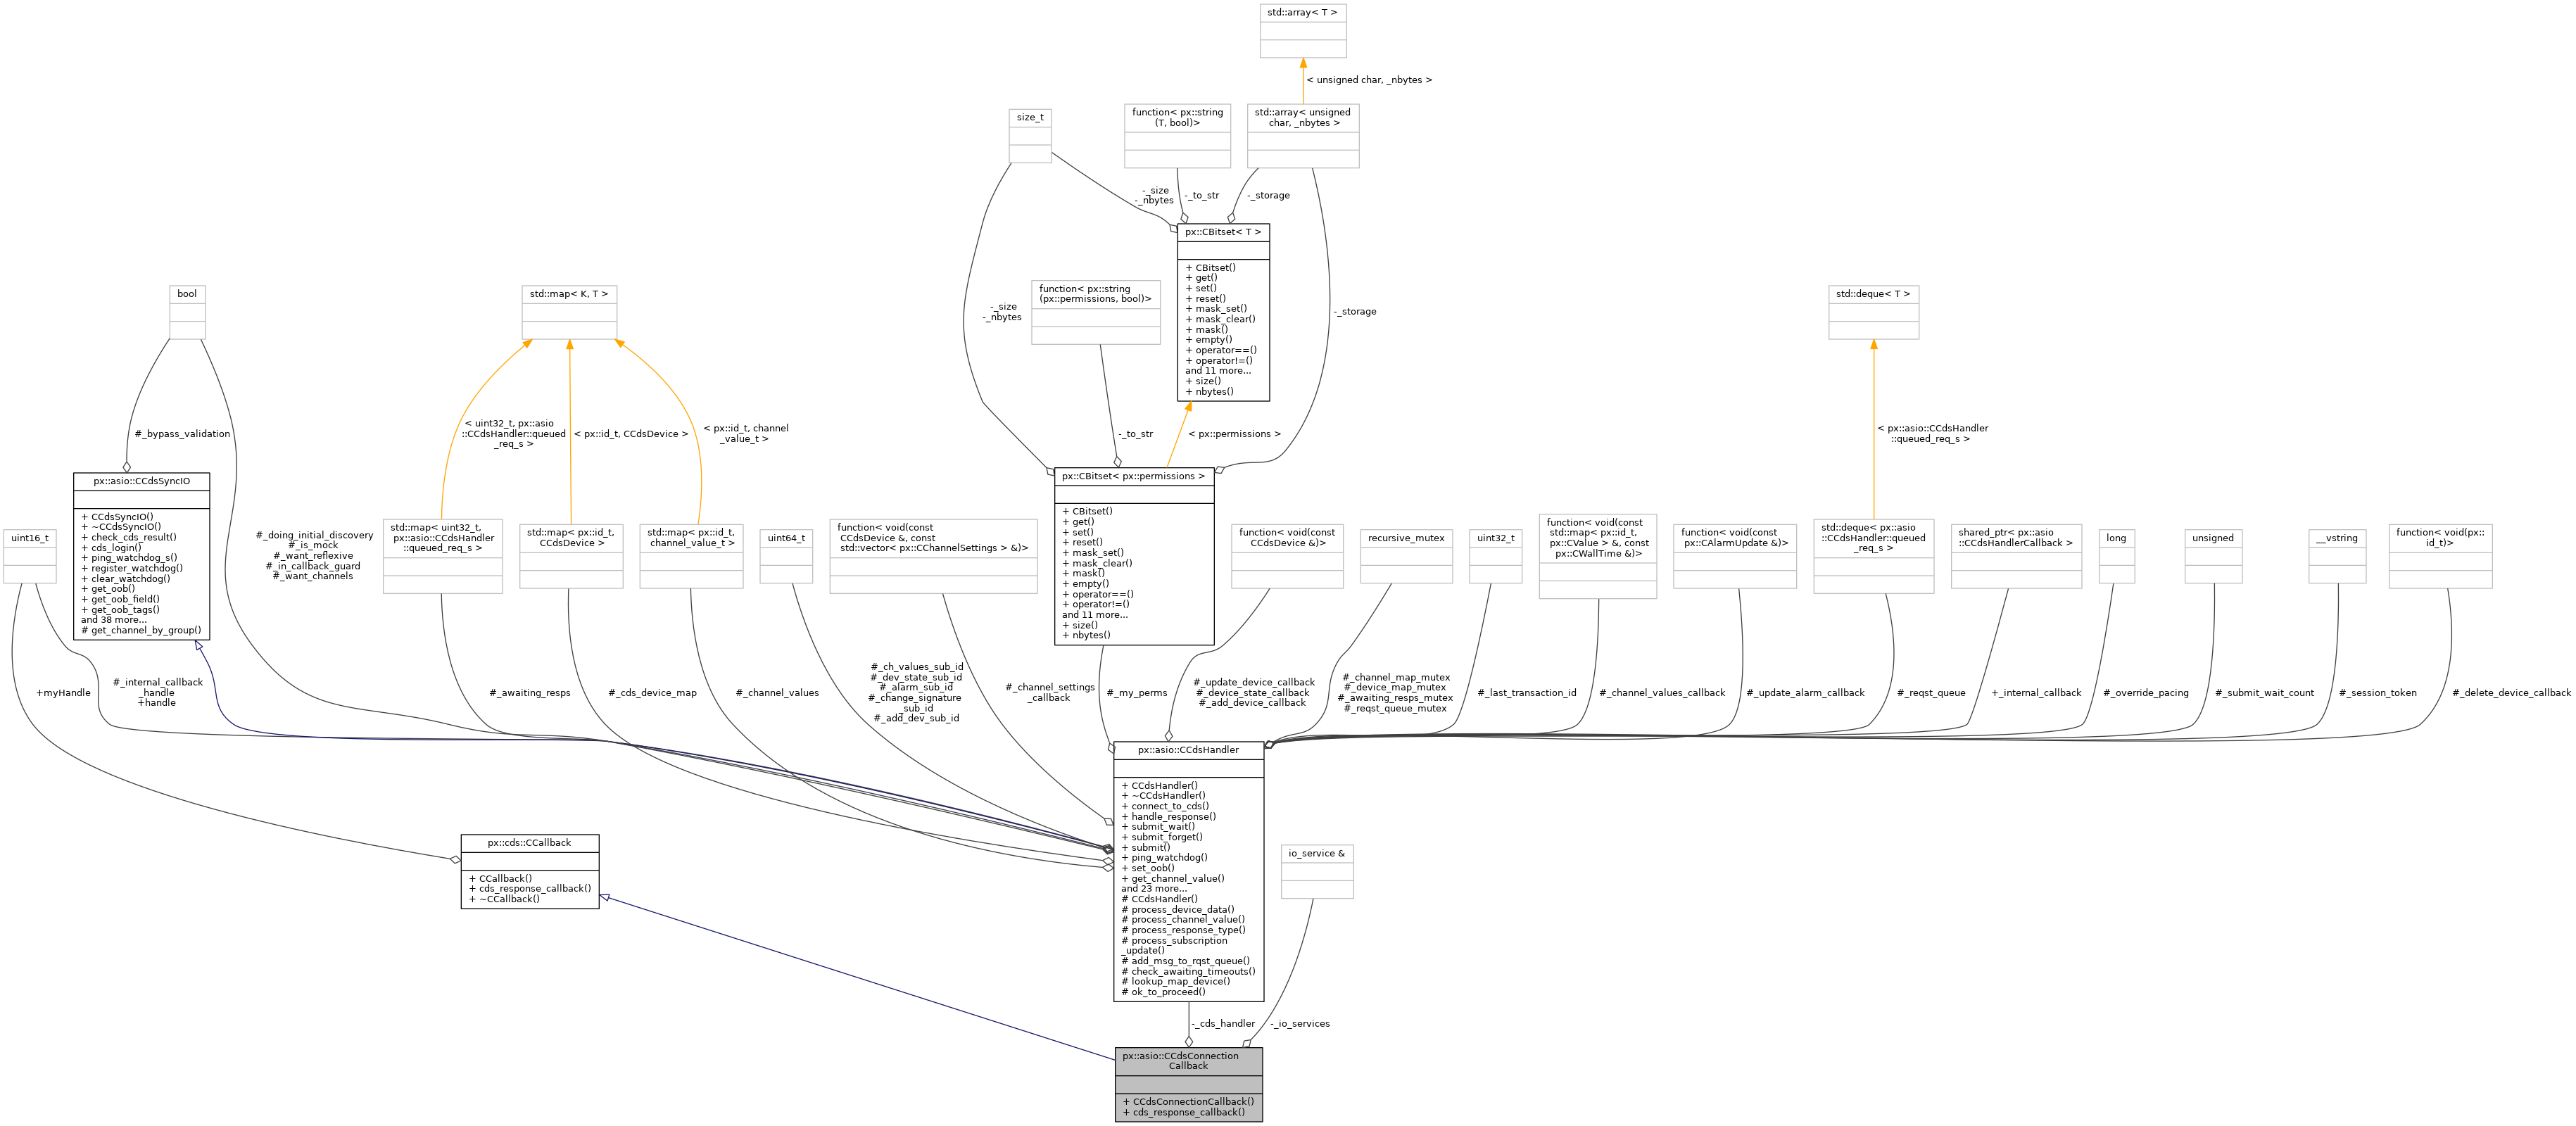 std::array< T >
< unsigned char, _nbytes >
size_t
function< px::string
(T, bool)>
std::array< unsigned
char, _nbytes >
-_size
-_nbytes
-_to_str
-_storage
px::CBitset< T >
+ CBitset()
+ get()
+ set()
+ reset()
+ mask_set()
+ mask_clear()
+ mask()
+ empty()
+ operator==()
+ operator!=()
and 11 more...
+ size()
+ nbytes()
bool
std::map< K, T >
-_size
-_nbytes
function< px::string
(px::permissions, bool)>
-_storage
std::deque< T >
#_bypass_validation
< uint32_t, px::asio
::CCdsHandler::queued
_req_s >
< px::id_t, CCdsDevice >
< px::id_t, channel
_value_t >
-_to_str
< px::permissions >
< px::asio::CCdsHandler
::queued_req_s >
uint16_t
px::asio::CCdsSyncIO
+ CCdsSyncIO()
+ ~CCdsSyncIO()
+ check_cds_result()
+ cds_login()
+ ping_watchdog_s()
+ register_watchdog()
+ clear_watchdog()
+ get_oob()
+ get_oob_field()
+ get_oob_tags()
and 38 more...
# get_channel_by_group()
#_doing_initial_discovery
#_is_mock
#_want_reflexive
#_in_callback_guard
#_want_channels
std::map< uint32_t,
px::asio::CCdsHandler
::queued_req_s >
std::map< px::id_t,
CCdsDevice >
std::map< px::id_t,
channel_value_t >
uint64_t
function< void(const
CCdsDevice &, const
std::vector< px::CChannelSettings > &)>
px::CBitset< px::permissions >
+ CBitset()
+ get()
+ set()
+ reset()
+ mask_set()
+ mask_clear()
+ mask()
+ empty()
+ operator==()
+ operator!=()
and 11 more...
+ size()
+ nbytes()
function< void(const
CCdsDevice &)>
recursive_mutex
uint32_t
function< void(const
std::map< px::id_t,
px::CValue > &, const
px::CWallTime &)>
function< void(const
px::CAlarmUpdate &)>
std::deque< px::asio
::CCdsHandler::queued
_req_s >
shared_ptr< px::asio
::CCdsHandlerCallback >
long
unsigned
__vstring
function< void(px::
id_t)>
+myHandle
#_internal_callback
_handle
+handle
#_awaiting_resps
#_cds_device_map
#_channel_values
#_ch_values_sub_id
#_dev_state_sub_id
#_alarm_sub_id
#_change_signature
_sub_id
#_add_dev_sub_id
#_channel_settings
_callback
#_my_perms
#_update_device_callback
#_device_state_callback
#_add_device_callback
#_channel_map_mutex
#_device_map_mutex
#_awaiting_resps_mutex
#_reqst_queue_mutex
#_last_transaction_id
#_channel_values_callback
#_update_alarm_callback
#_reqst_queue
+_internal_callback
#_override_pacing
#_submit_wait_count
#_session_token
#_delete_device_callback
px::asio::CCdsHandler
+ CCdsHandler()
+ ~CCdsHandler()
+ connect_to_cds()
+ handle_response()
+ submit_wait()
+ submit_forget()
+ submit()
+ ping_watchdog()
+ set_oob()
+ get_channel_value()
and 23 more...
# CCdsHandler()
# process_device_data()
# process_channel_value()
# process_response_type()
# process_subscription
_update()
# add_msg_to_rqst_queue()
# check_awaiting_timeouts()
# lookup_map_device()
# ok_to_proceed()
px::cds::CCallback
+ CCallback()
+ cds_response_callback()
+ ~CCallback()
io_service &
-_cds_handler
-_io_services
px::asio::CCdsConnection
Callback
+ CCdsConnectionCallback()
+ cds_response_callback()